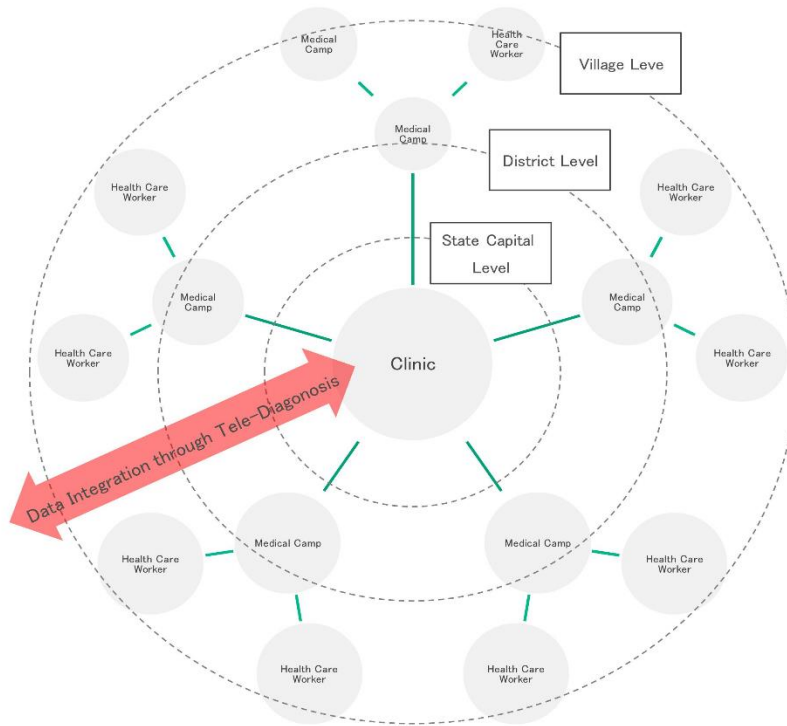 Medical
Camp
Health
Care
Worker
Village Leve
Medical
Camp
District Level
Health Care
Worker
Health Care
Worker
State Capital
Level
Medical
Camp
Medical
Camp
Health Care
Worker
Clinic
Health Care
Worker
Data Integration through Tele-Diagonosis
Medical Camp
Medical Camp
Health Care
Worker
Health Care
Worker
Health Care
Worker
Health Care
Worker